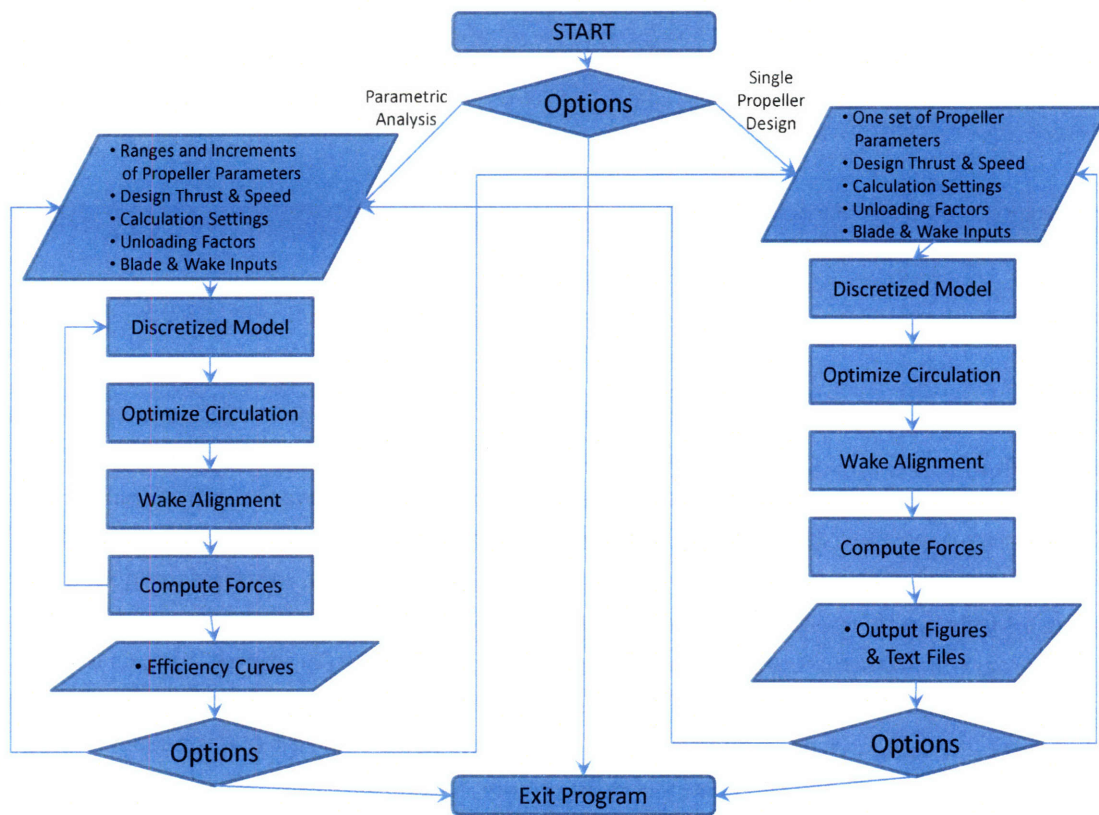 START
Options
Parametric
Analysis
Single
Propeller
Design
• Ranges and Increments
of Propeller Parameters
• Design Thrust & Speed
• Calculation Settings
• Unloading Factors
• Blade & Wake Inputs
Discretized Model
Optimize Circulation
Wake Alignment
Compute Forces
• Efficiency Curves
Options
• One set of Propeller
Parameters
• Design Thrust & Speed
• Calculation Settings
• Unloading Factors
• Blade & Wake Inputs
Discretized Model
Optimize Circulation
Wake Alignment
Compute Forces
• Output Figures
& Text Files
Options
Exit Program